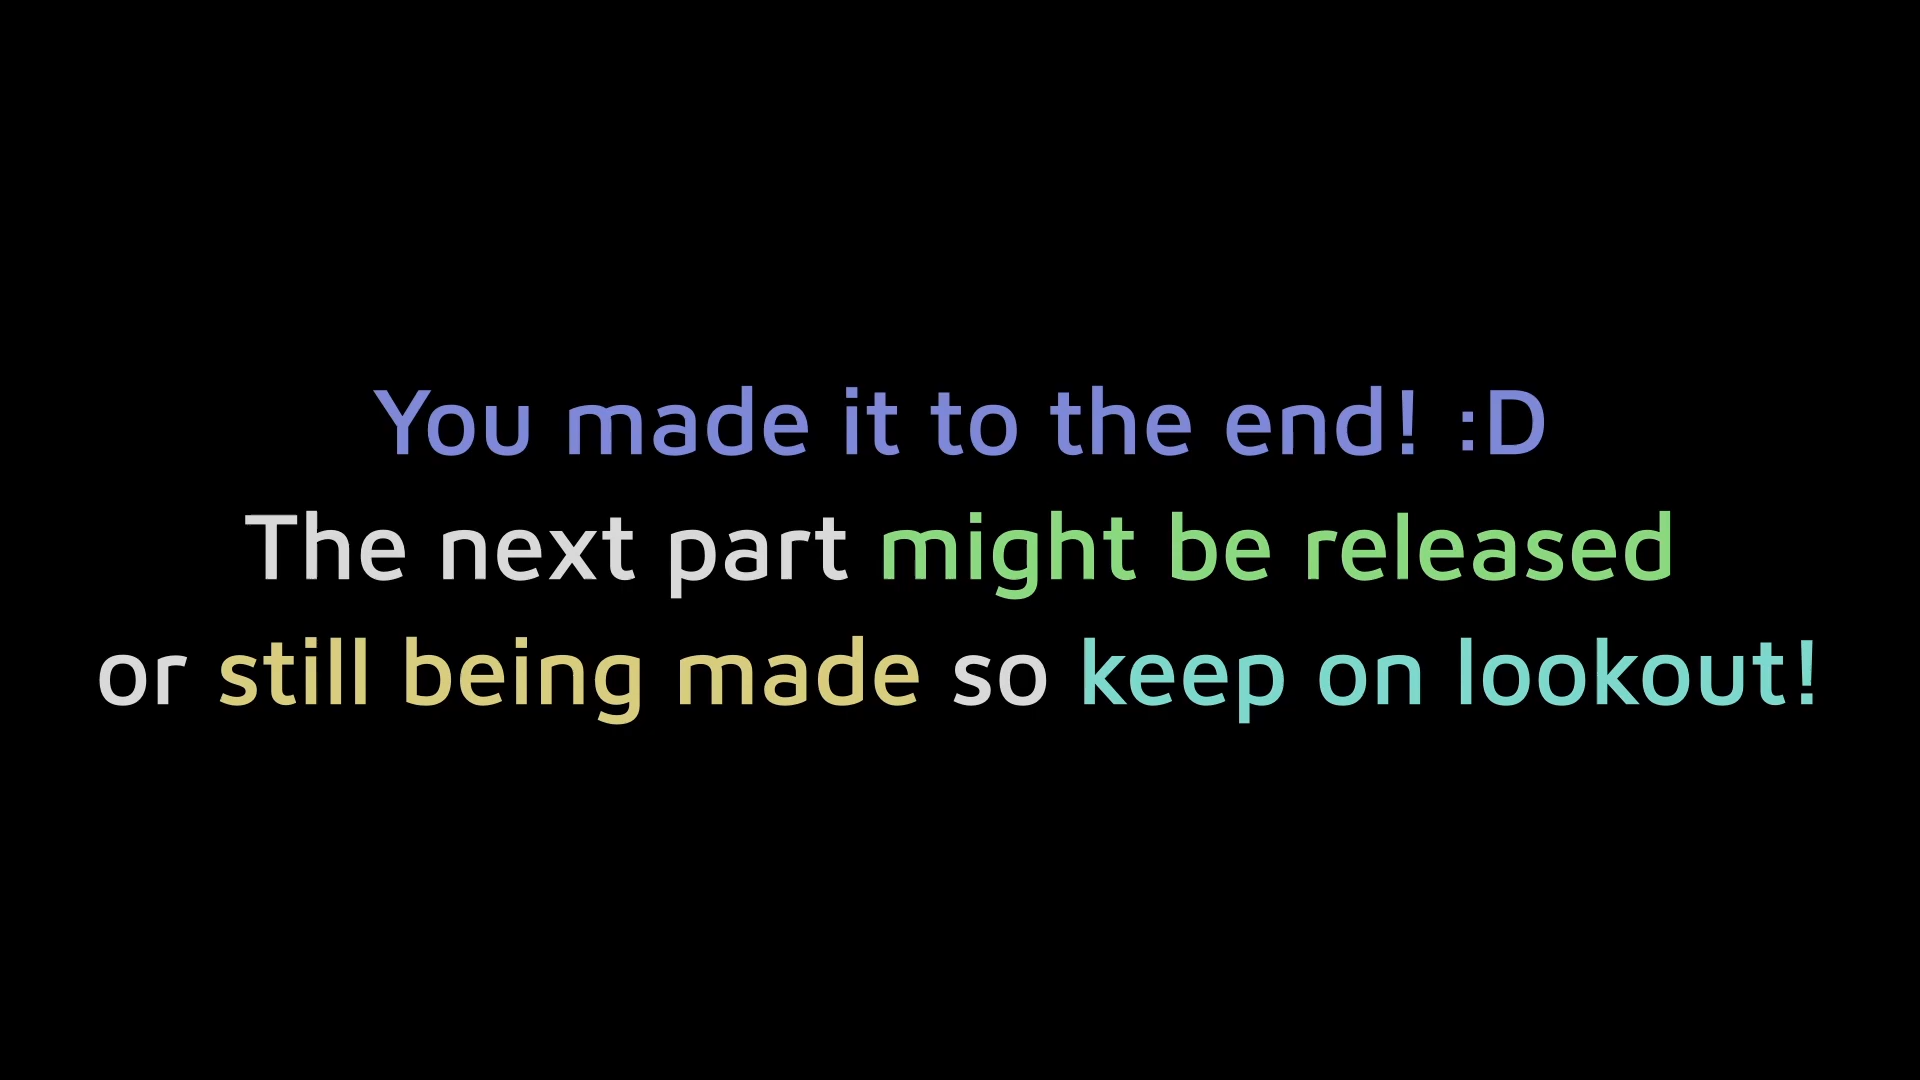 You made it to the end! :D
The next part might be released
or still being made so keep on lookout!